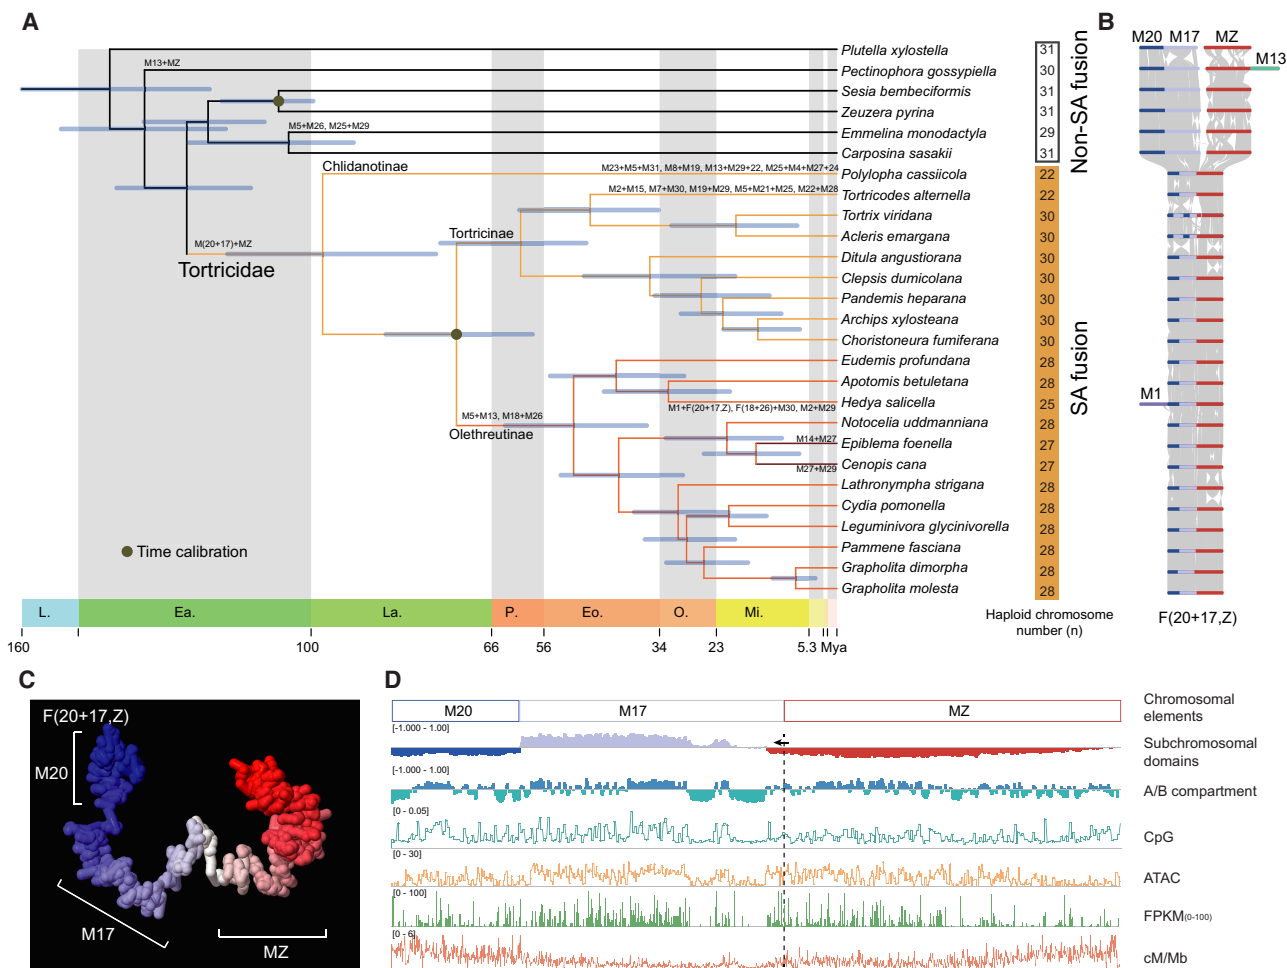 A
B
M20 M17 MZ
M13
Plutella xylostella 31
M13+MZ
Pectinophora gossypiella 30
Sesia bembeciformis 31
Zeuzera pyrina 31
M5+M26, M25+M29
Emmelina monodactyla 29
Carposina sasakii 31
Non-SA fusion
Chlidanotinae
M23+M5+M31, M8+M19, M13+M29+22, M25+M4+M27+24
Polylopha cassiicola 22
M2+M15, M7+M30, M19+M29, M5+M21+M25, M22+M28
Tortricodes alternella 22
Tortrix viridana 30
Tortricinae
Acleris emargana 30
M(20+17)+MZ
Tortricidae
Ditula angustiorana 30
Clepsis dumicolana 30
Pandemis heparana 30
Archips xylosteana 30
Choristoneura fumiferana 30
Eudemis profundana 28
Apotomis betuletana 28
Hedya salicella 25
M1+F(20+17,Z), F(18+26)+M30, M2+M29
M1
SA fusion
M5+M13, M18+M26
Olethreutinae
Notocelia uddmanniana 28
M14+M27
Epiblema foenella 27
Cenopis cana 27
M27+M29
Lathronympha strigana 28
Cydia pomonella 28
Leguminivora glycinivorella 28
Pammene fasciana 28
Grapholita dimorpha 28
Grapholita molesta 28
Time calibration
L. Ea. La. P. Eo. O. Mi.
160 100 66 56 34 23 5.3 Mya
Haploid chromosome
number (n)
F(20+17,Z)
C
F(20+17,Z)
M20
M17
MZ
D
M20 M17 MZ
Chromosomal
elements
[-1.000 - 1.00]
Subchromosomal
domains
[-1.000 - 1.00]
A/B compartment
[0 - 0.05]
CpG
[0 - 30]
ATAC
[0 - 100]
FPKM(0-100)
[0 - 6]
cM/Mb